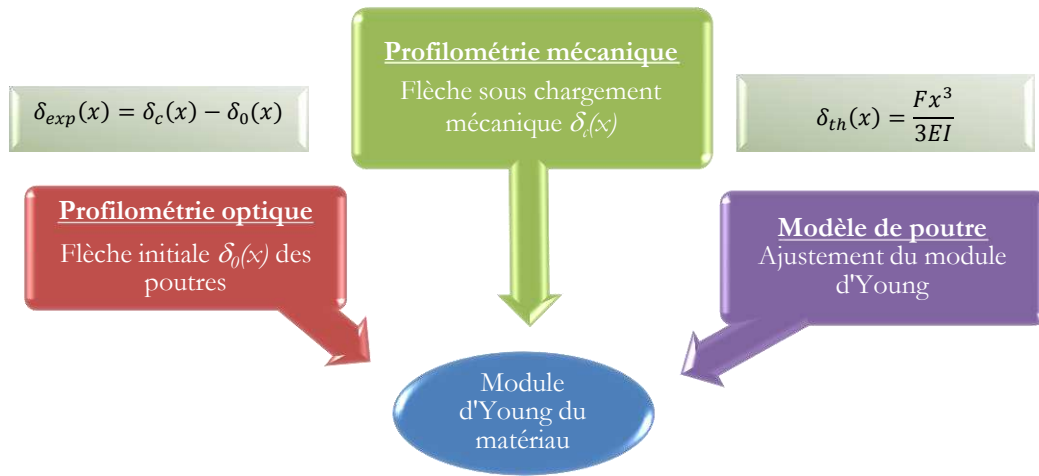 Profilométrie mécanique
Flèche sous chargement
mécanique δc(x)
δexp(x) = δc(x) − δ0(x)
δth(x) = Fx³/3EI
Profilométrie optique
Flèche initiale δ0(x) des
poutres
Modèle de poutre
Ajustement du module
d'Young
Module
d'Young du
matériau